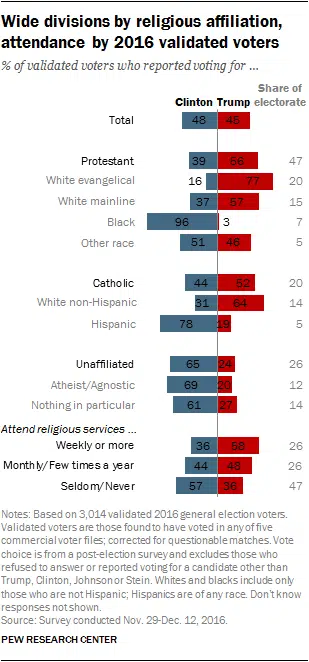 Wide divisions by religious affiliation,
attendance by 2016 validated voters
% of validated voters who reported voting for ...
Share of
Clinton Trump electorate
Total 48 45
Protestant 39 56 47
White evangelical 16 77 20
White mainline 37 57 15
Black 96 3 7
Other race 51 46 5
Catholic 44 52 20
White non-Hispanic 31 64 14
Hispanic 78 19 5
Unaffiliated 65 24 26
Atheist/Agnostic 69 20 12
Nothing in particular 61 27 14
Attend religious services ...
Weekly or more 36 58 26
Monthly/Few times a year 44 48 26
Seldom/Never 57 36 47
Notes: Based on 3,014 validated 2016 general election voters.
Validated voters are those found to have voted in any of five
commercial voter files; corrected for questionable matches. Vote
choice is from a post-election survey and excludes those who
refused to answer or reported voting for a candidate other than
Trump, Clinton, Johnson or Stein. Whites and blacks include only
those who are not Hispanic; Hispanics are of any race. Don't know
responses not shown.
Source: Survey conducted Nov. 29-Dec. 12, 2016.
PEW RESEARCH CENTER